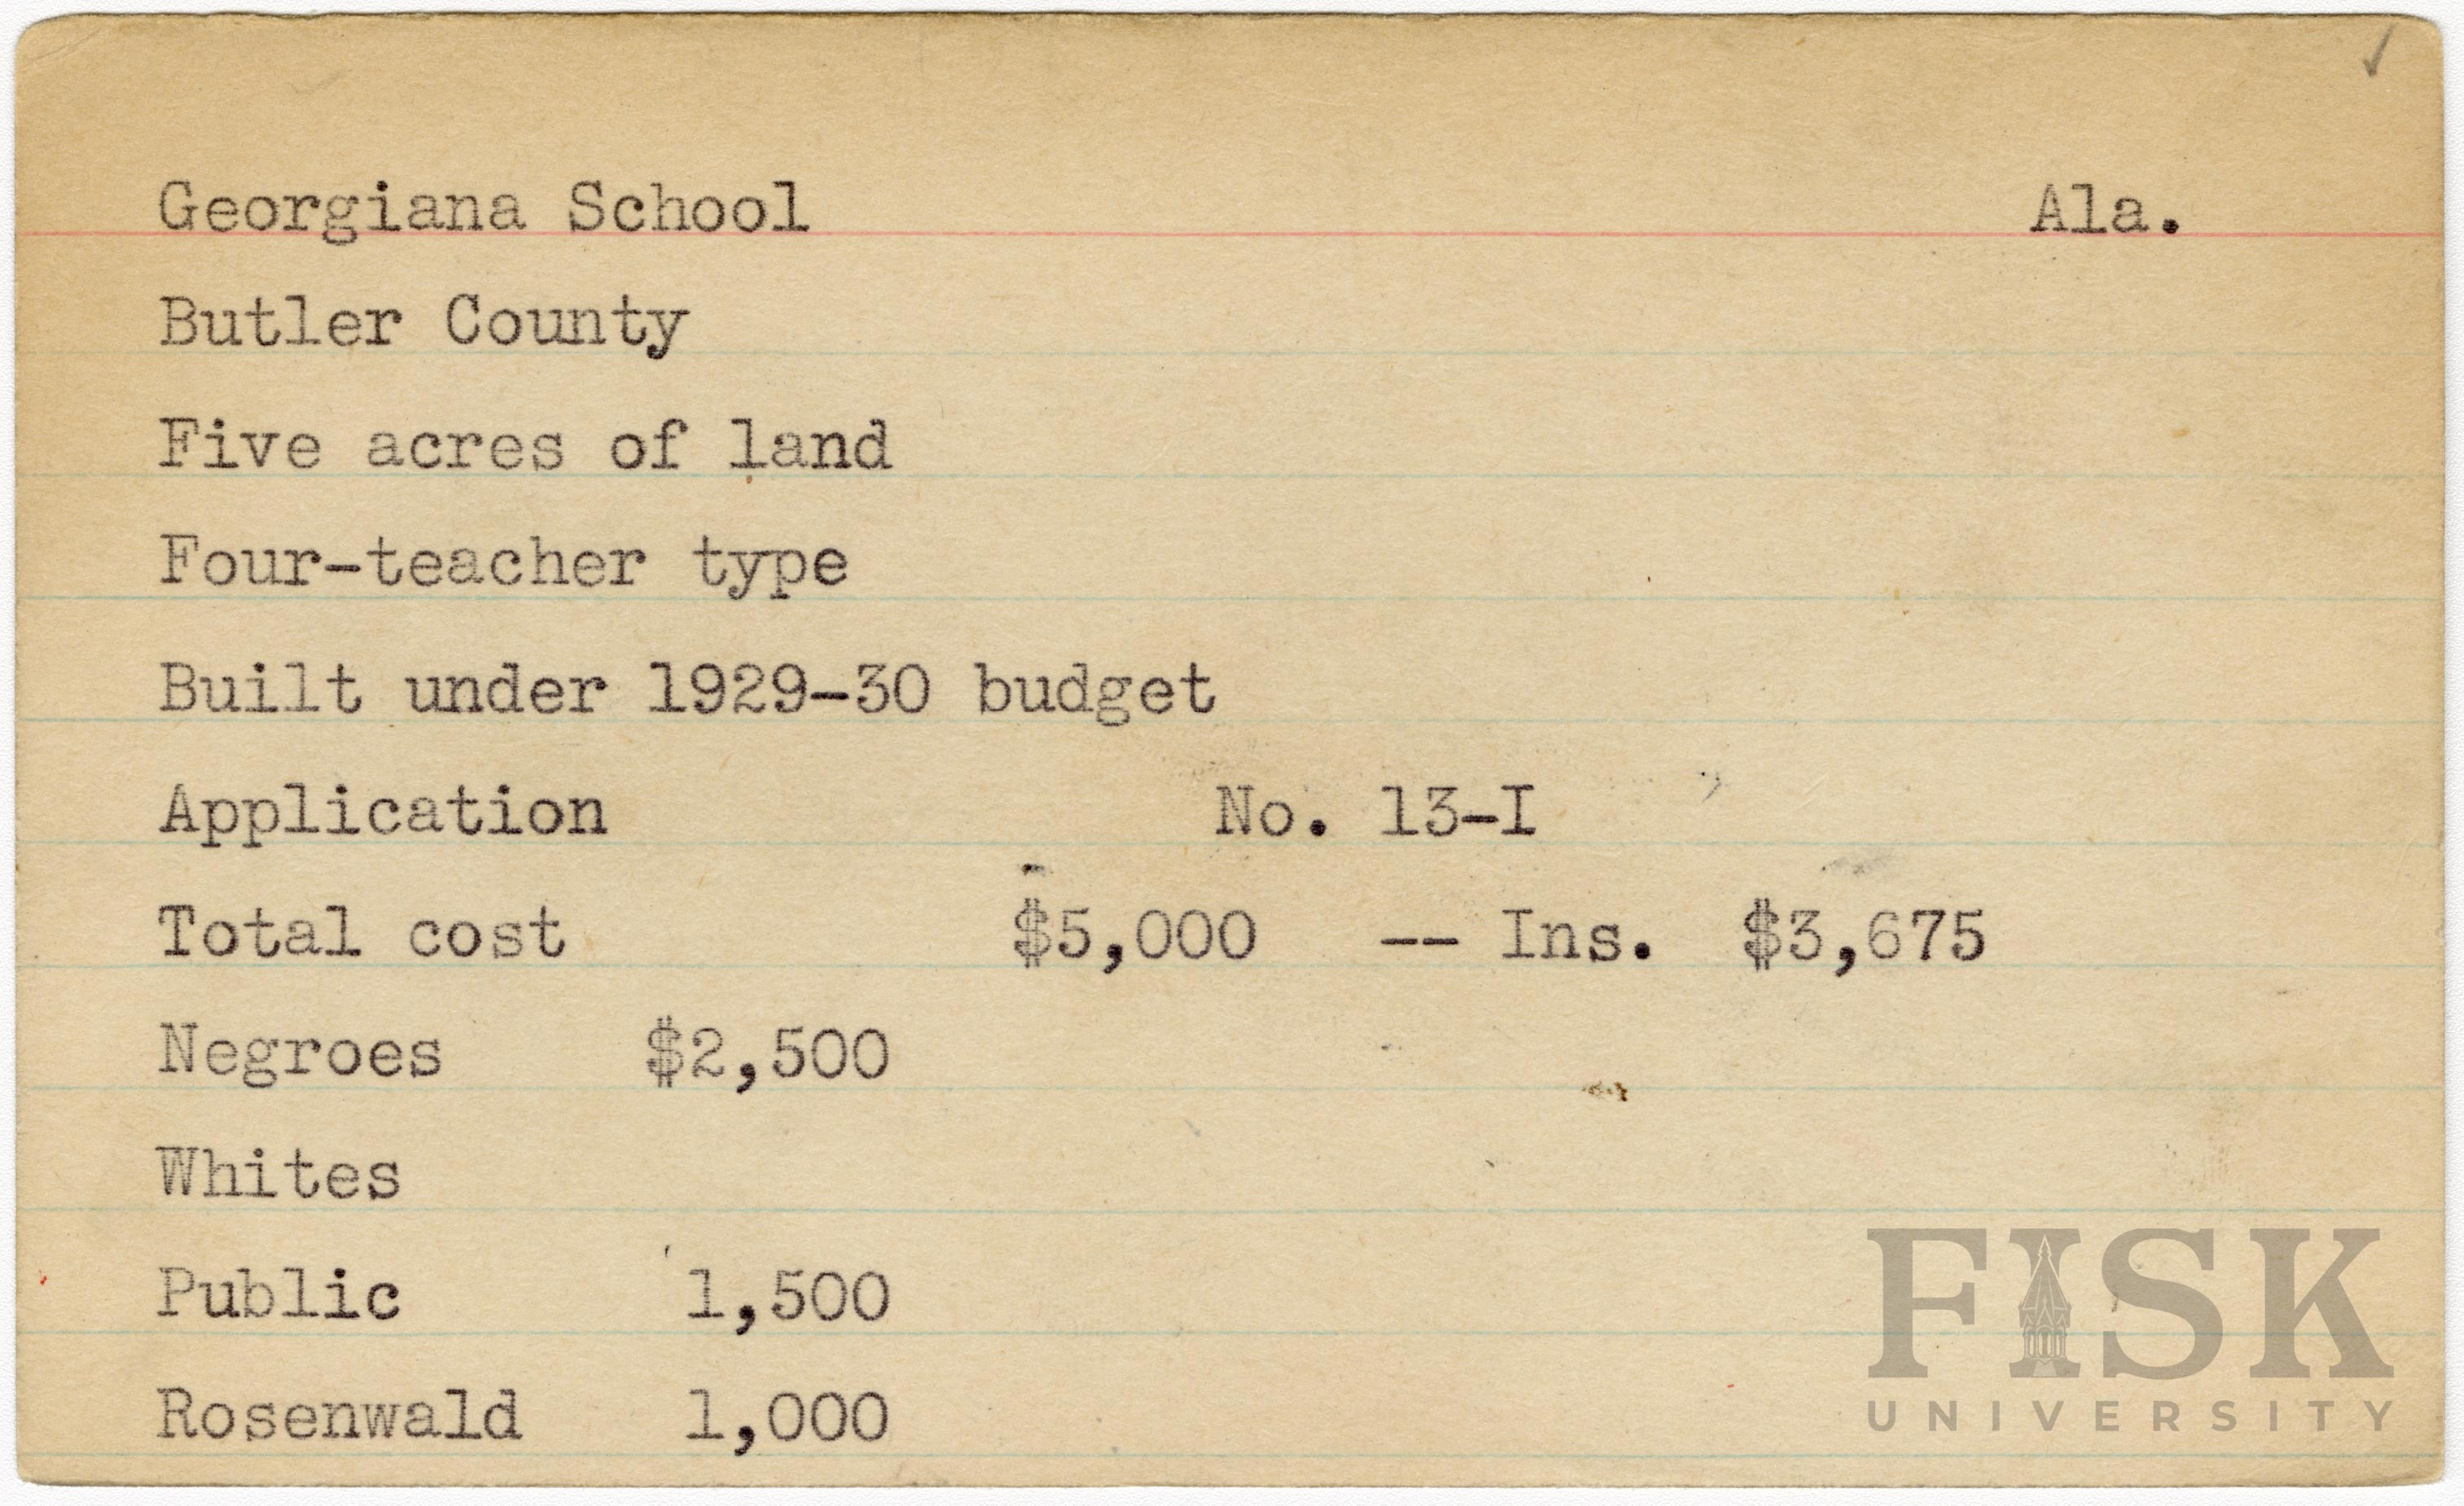 Georgiana School Ala.
Butler County
Five acres of land
Four-teacher type
Built under 1929-30 budget
Application No. 13-I
Total cost $5,000 -- Ins. $3,675
Negroes $2,500
Whites
Public 1,500
Rosenwald 1,000
FISK
UNIVERSITY